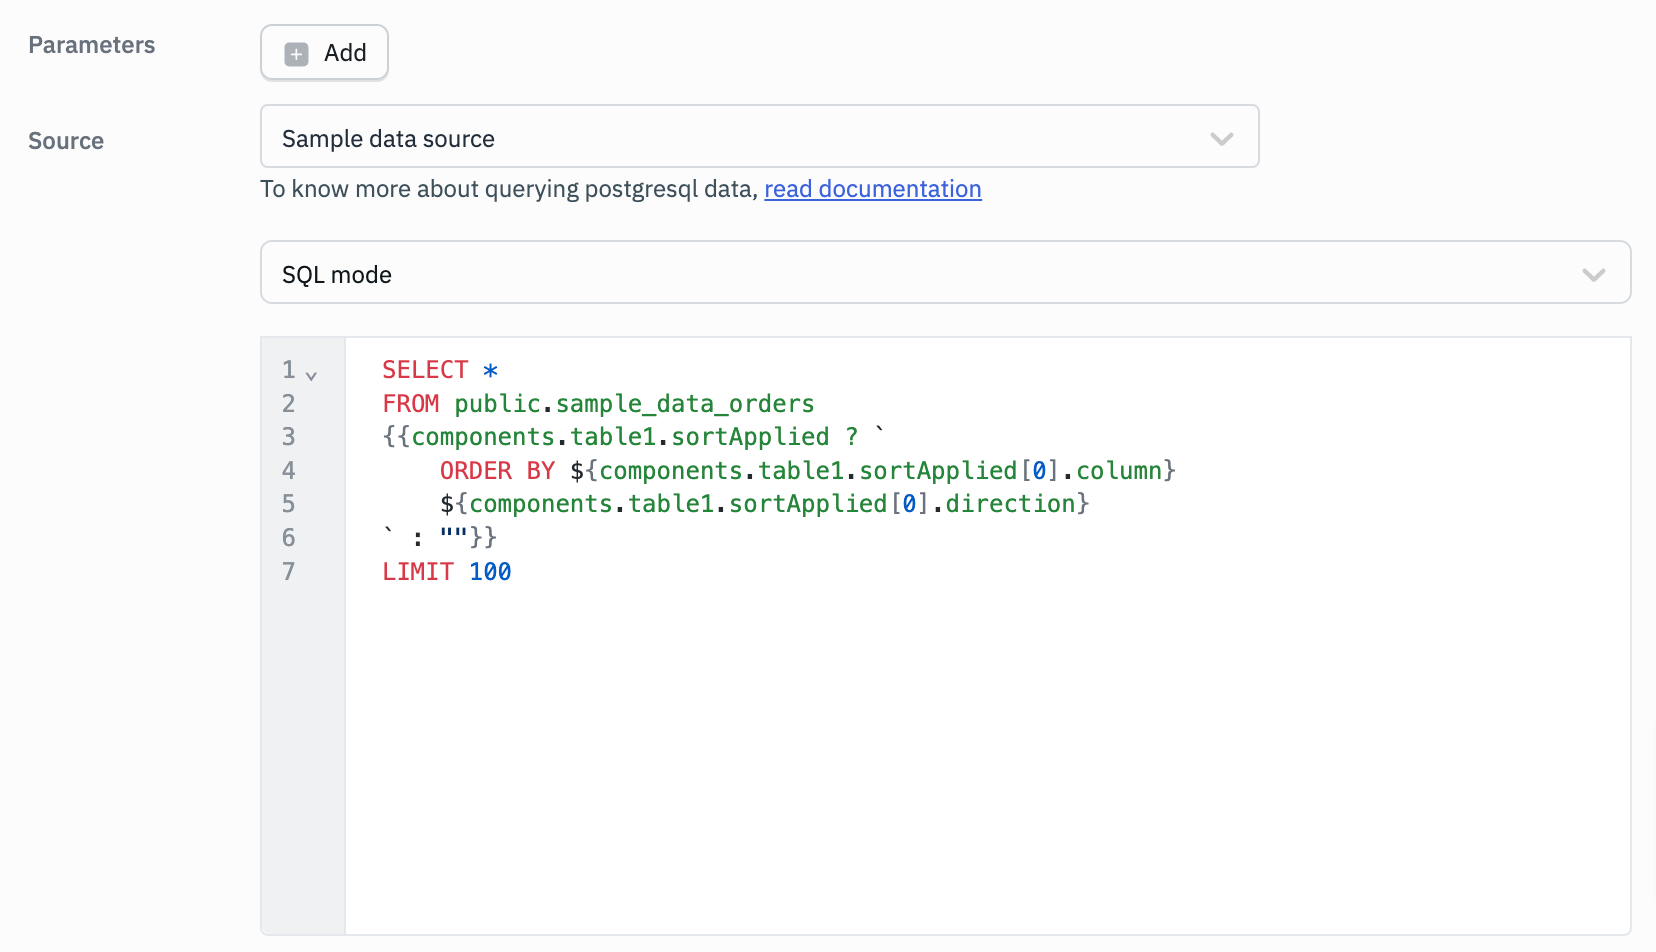 Parameters
Add
Source
Sample data source
To know more about querying postgresql data, read documentation
SQL mode
1 SELECT *
2 FROM public.sample_data_orders
3 {{components.table1.sortApplied ? `
4     ORDER BY ${components.table1.sortApplied[0].column}
5     ${components.table1.sortApplied[0].direction}
6 ` : ""}}
7 LIMIT 100